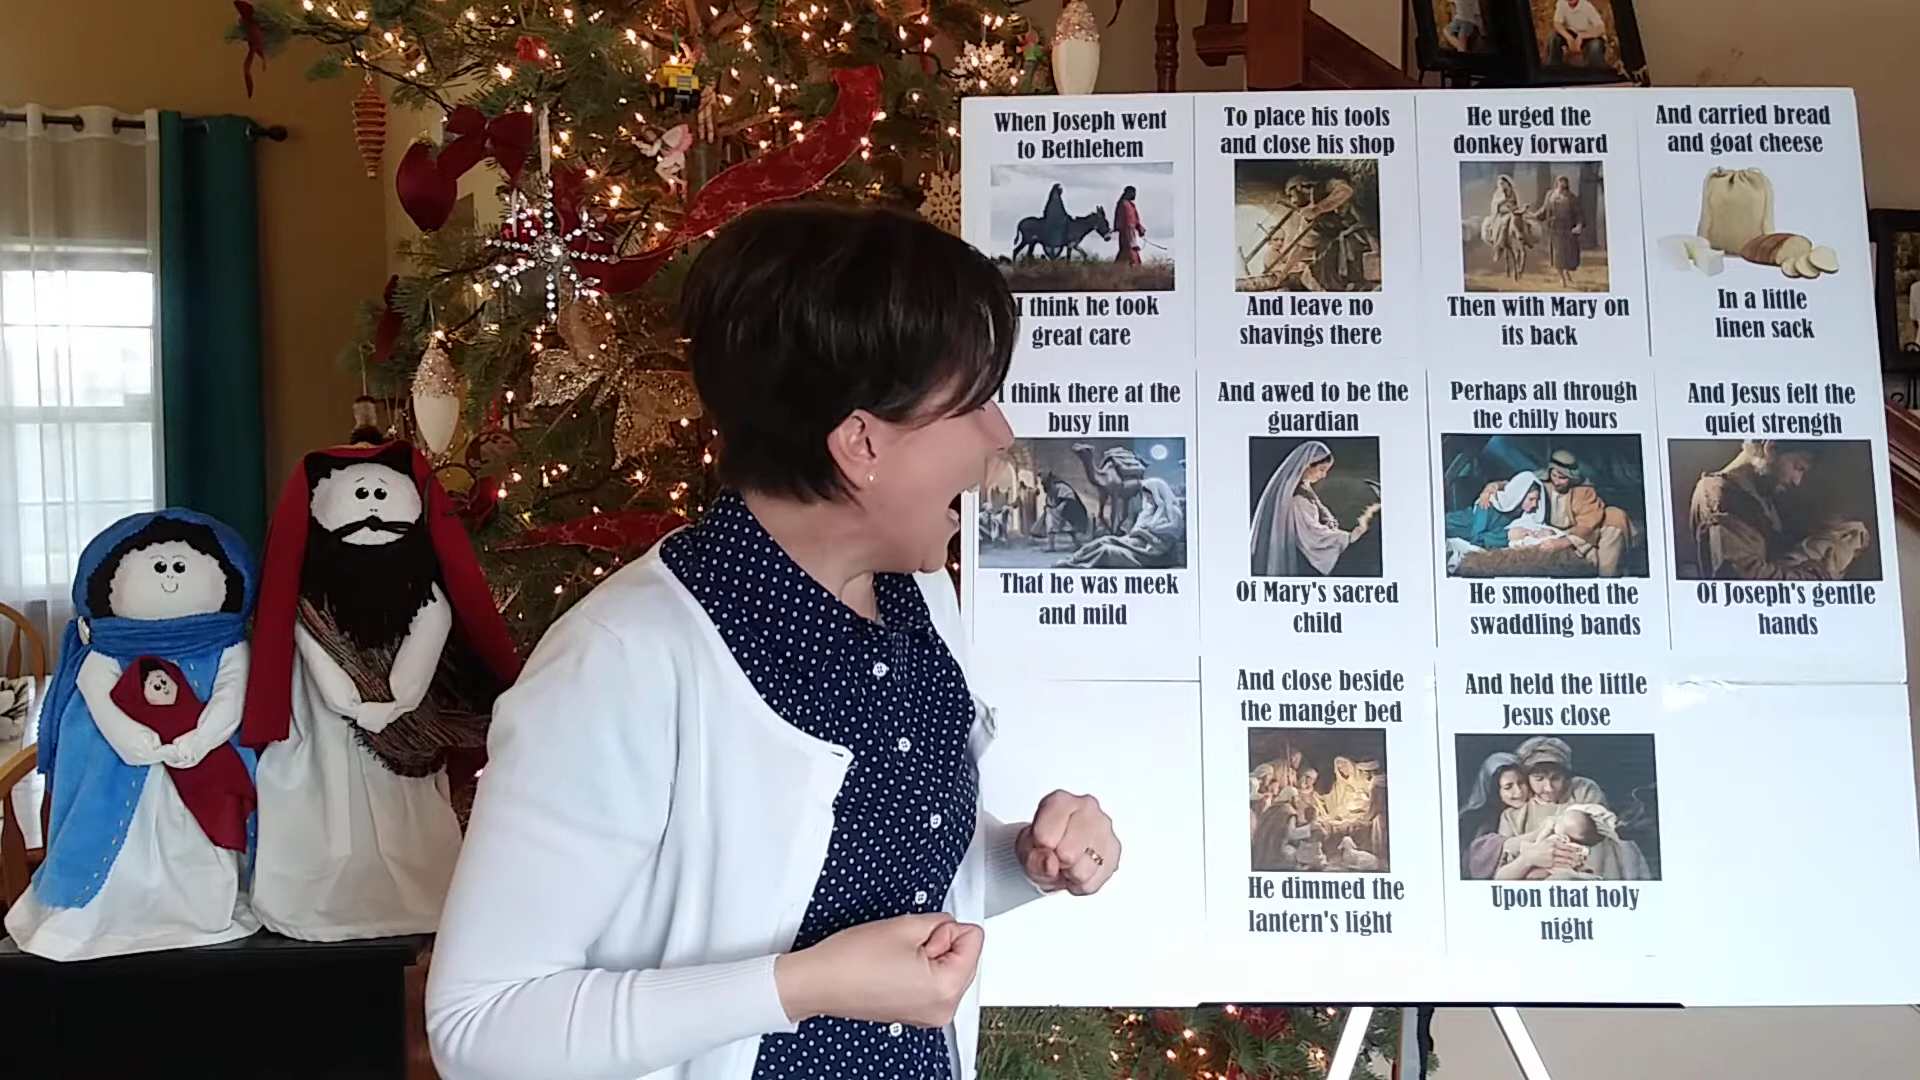 When Joseph went
to Bethlehem
I think he took
great care
To place his tools
and close his shop
And leave no
shavings there
He urged the
donkey forward
Then with Mary on
its back
And carried bread
and goat cheese
In a little
linen sack
I think there at the
busy inn
That he was meek
and mild
And awed to be the
guardian
Of Mary's sacred
child
Perhaps all through
the chilly hours
He smoothed the
swaddling bands
And Jesus felt the
quiet strength
Of Joseph's gentle
hands
And close beside
the manger bed
He dimmed the
lantern's light
And held the little
Jesus close
Upon that holy
night